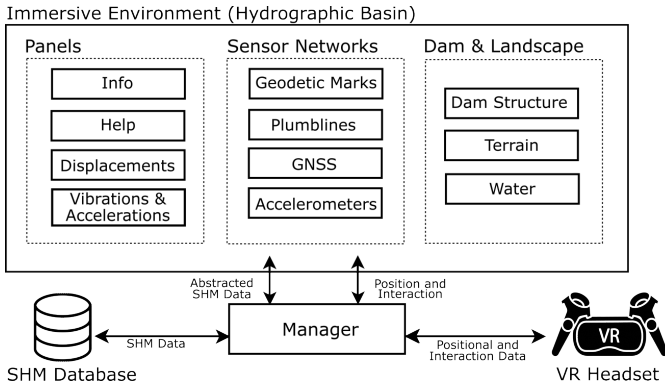 Immersive Environment (Hydrographic Basin)
Panels
Info
Help
Displacements
Vibrations &
Accelerations
Sensor Networks
Geodetic Marks
Plumblines
GNSS
Accelerometers
Dam & Landscape
Dam Structure
Terrain
Water
Abstracted
SHM Data
Position and
Interaction
Manager
SHM Data
Positional and
Interaction Data
VR
SHM Database
VR Headset